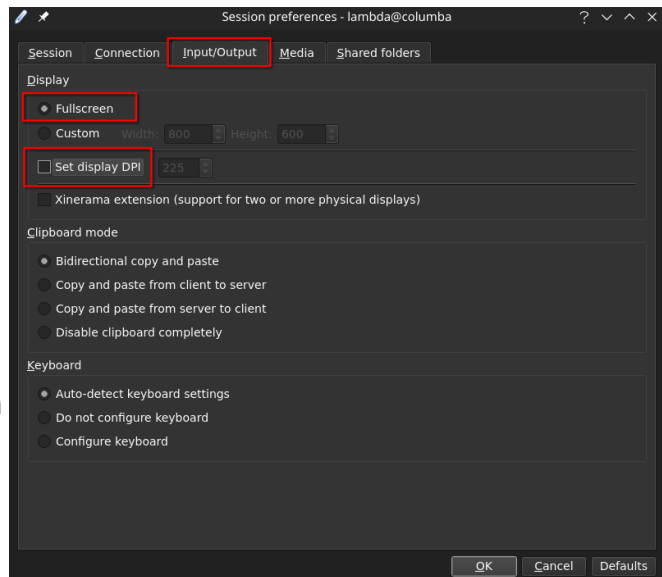 Session preferences - lambda@columba
Session Connection Input/Output Media Shared folders
Display
Fullscreen
Custom Width: 800 Height: 600
Set display DPI 225
Xinerama extension (support for two or more physical displays)
Clipboard mode
Bidirectional copy and paste
Copy and paste from client to server
Copy and paste from server to client
Disable clipboard completely
Keyboard
Auto-detect keyboard settings
Do not configure keyboard
Configure keyboard
OK Cancel Defaults